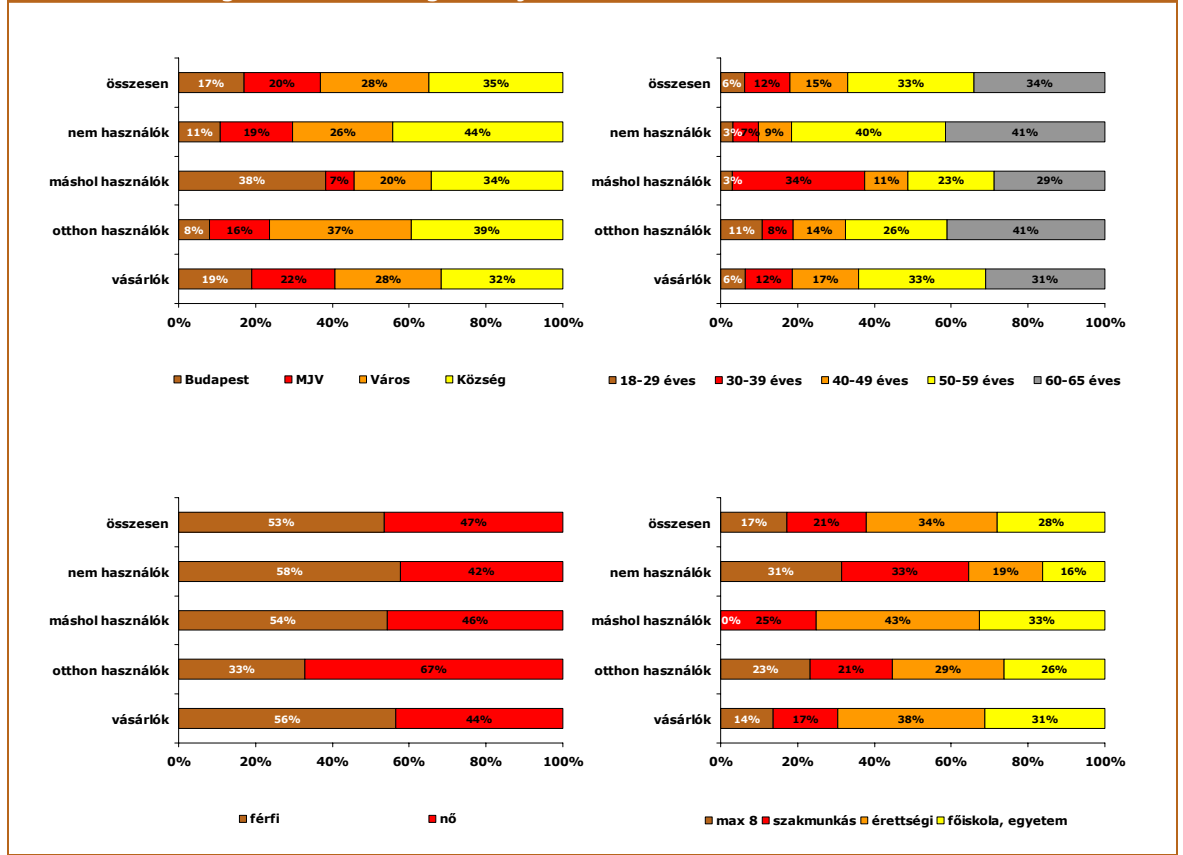 összesen 17% 20% 28% 35%
nem használók 11% 19% 26% 44%
máshol használók 38% 7% 20% 34%
otthon használók 8% 16% 37% 39%
vásárlók 19% 22% 28% 32%
0% 20% 40% 60% 80% 100%
Budapest MJV Város Község
összesen 6% 12% 15% 33% 34%
nem használók 3% 7% 9% 40% 41%
máshol használók 3% 34% 11% 23% 29%
otthon használók 11% 8% 14% 26% 41%
vásárlók 6% 12% 17% 33% 31%
0% 20% 40% 60% 80% 100%
18-29 éves 30-39 éves 40-49 éves 50-59 éves 60-65 éves
összesen 53% 47%
nem használók 58% 42%
máshol használók 54% 46%
otthon használók 33% 67%
vásárlók 56% 44%
0% 20% 40% 60% 80% 100%
férfi nő
összesen 17% 21% 34% 28%
nem használók 31% 33% 19% 16%
máshol használók 0% 25% 43% 33%
otthon használók 23% 21% 29% 26%
vásárlók 14% 17% 38% 31%
0% 20% 40% 60% 80% 100%
max 8 szakmunkás érettségi főiskola, egyetem